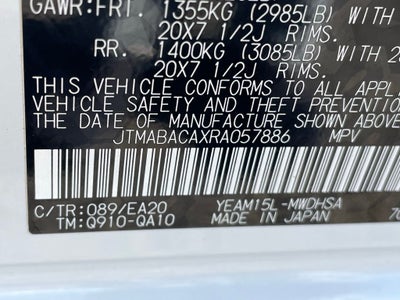 GAWR:FRT. 1355KG (2985LB) WITH
20X7 1/2J RIMS.
RR. 1400KG (3085LB) WITH 2
20X7 1/2J RIMS.
THIS VEHICLE CONFORMS TO ALL APPL
VEHICLE SAFETY AND THEFT
THE DATE OF MANUFACTURE SHOWN
JTMABACAXRA057886 MPV
C/TR:089/EA20 YEAM15L-MWDHSA
TM:Q910-QA10 MADE IN JAPAN